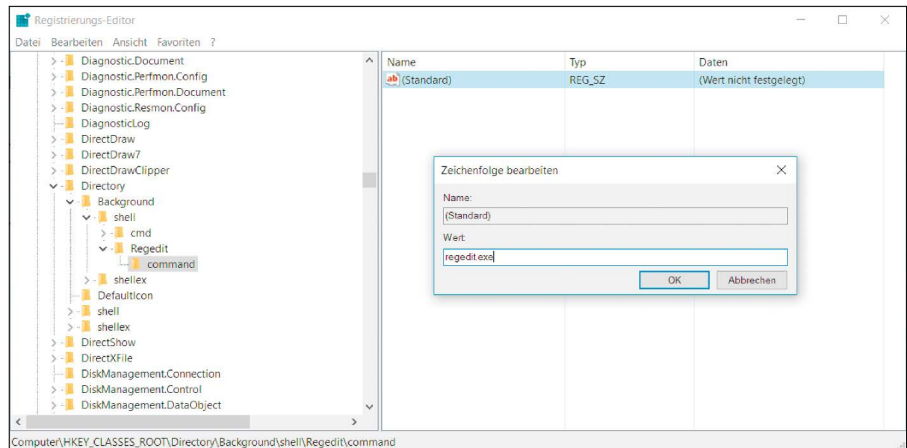 Registrierungs-Editor
Datei Bearbeiten Ansicht Favoriten ?
Diagnostic.Document
Diagnostic.Perfmon.Config
Diagnostic.Perfmon.Document
Diagnostic.Resmon.Config
DiagnosticLog
DirectDraw
DirectDraw7
DirectDrawClipper
Directory
Background
shell
cmd
Regedit
command
shellex
DefaultIcon
shell
shellex
DirectShow
DirectXFile
DiskManagement.Connection
DiskManagement.Control
DiskManagement.DataObject
Name Typ Daten
ab (Standard) REG_SZ (Wert nicht festgelegt)
Zeichenfolge bearbeiten
Name:
(Standard)
Wert:
regedit.exe
OK Abbrechen
Computer\HKEY_CLASSES_ROOT\Directory\Background\shell\Regedit\command